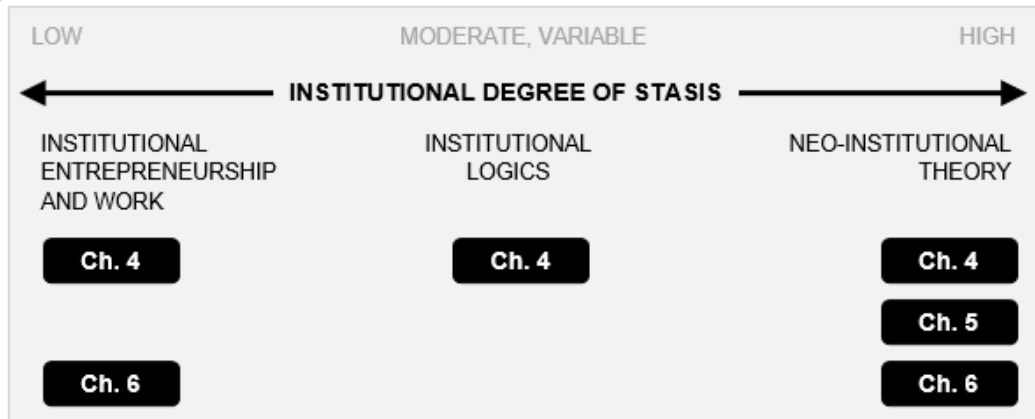 LOW MODERATE, VARIABLE HIGH
INSTITUTIONAL DEGREE OF STASIS
INSTITUTIONAL
ENTREPRENEURSHIP
AND WORK
INSTITUTIONAL
LOGICS
NEO-INSTITUTIONAL
THEORY
Ch. 4 Ch. 4 Ch. 4
Ch. 5
Ch. 6 Ch. 6